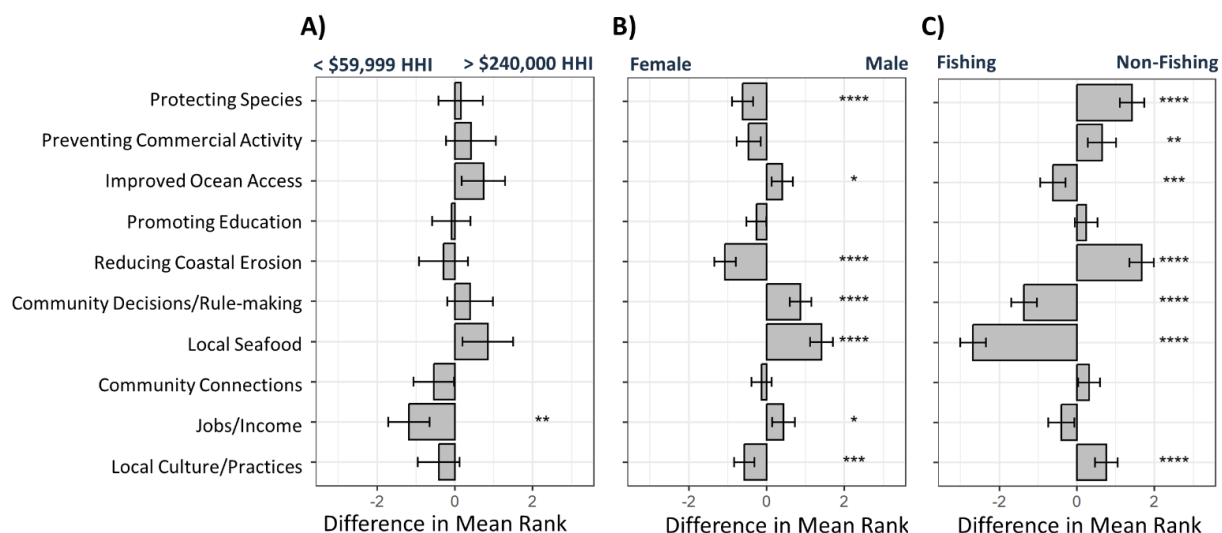 A)
B)
C)
< $59,999 HHI > $240,000 HHI
Female Male
Fishing Non-Fishing
Protecting Species **** ****
Preventing Commercial Activity **
Improved Ocean Access * ***
Promoting Education
Reducing Coastal Erosion **** ****
Community Decisions/Rule-making **** ****
Local Seafood **** ****
Community Connections
Jobs/Income ** *
Local Culture/Practices *** ****
-2 0 2 -2 0 2 -2 0 2
Difference in Mean Rank Difference in Mean Rank Difference in Mean Rank